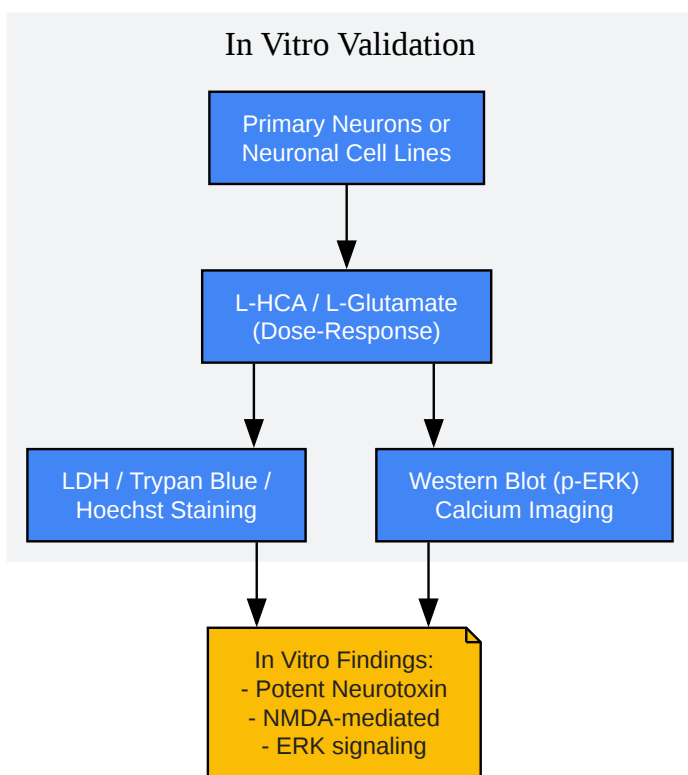 In Vitro Validation
Primary Neurons or
Neuronal Cell Lines
L-HCA / L-Glutamate
(Dose-Response)
LDH / Trypan Blue /
Hoechst Staining
Western Blot (p-ERK)
Calcium Imaging
In Vitro Findings:
- Potent Neurotoxin
- NMDA-mediated
- ERK signaling